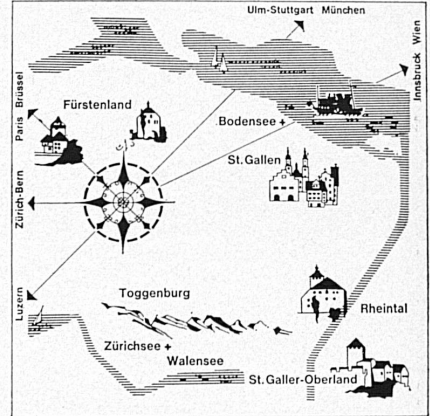 Ulm-Stuttgart München
Innsbruck Wien
Paris Brüssel
Fürstenland
Bodensee +
St.Gallen
Zürich-Bern
Luzern
Toggenburg
Rheintal
Zürichsee +
Walensee
St.Galler-Oberland